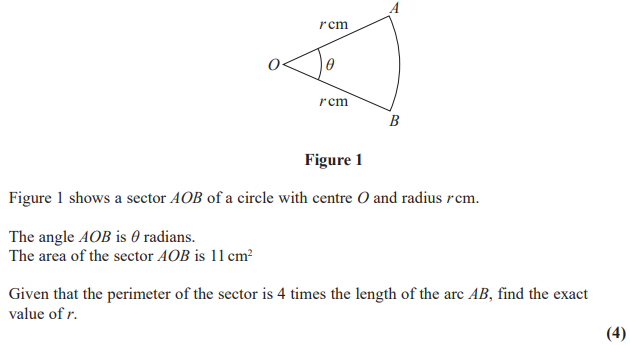 A
r cm
O
θ
r cm
B
Figure 1
Figure 1 shows a sector AOB of a circle with centre O and radius r cm.
The angle AOB is θ radians.
The area of the sector AOB is 11 cm²
Given that the perimeter of the sector is 4 times the length of the arc AB, find the exact
value of r.
(4)